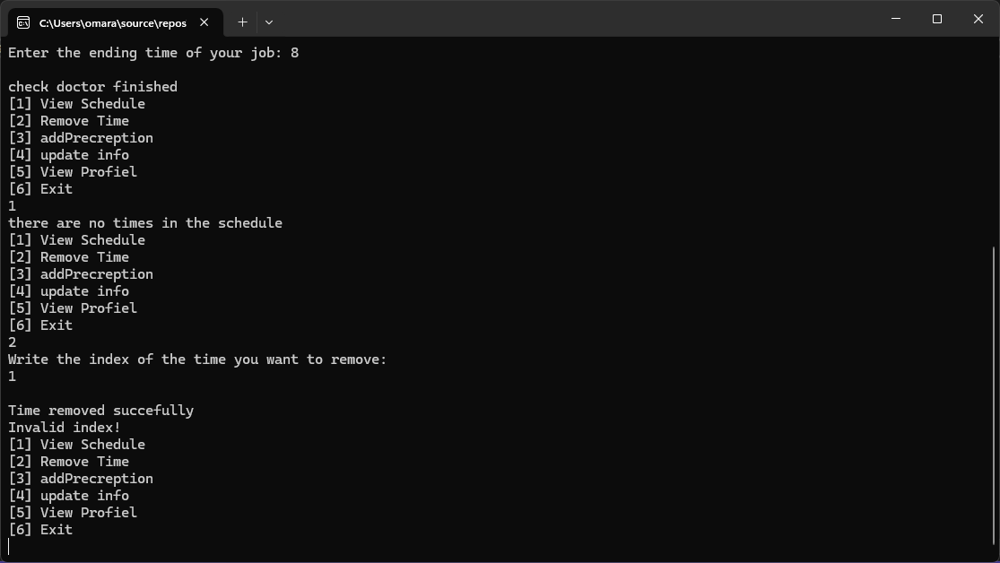 C:\Users\omara\source\repos
Enter the ending time of your job: 8
check doctor finished
[1] View Schedule
[2] Remove Time
[3] addPrecreption
[4] update info
[5] View Profiel
[6] Exit
1
there are no times in the schedule
[1] View Schedule
[2] Remove Time
[3] addPrecreption
[4] update info
[5] View Profiel
[6] Exit
2
Write the index of the time you want to remove:
1
Time removed succefully
Invalid index!
[1] View Schedule
[2] Remove Time
[3] addPrecreption
[4] update info
[5] View Profiel
[6] Exit